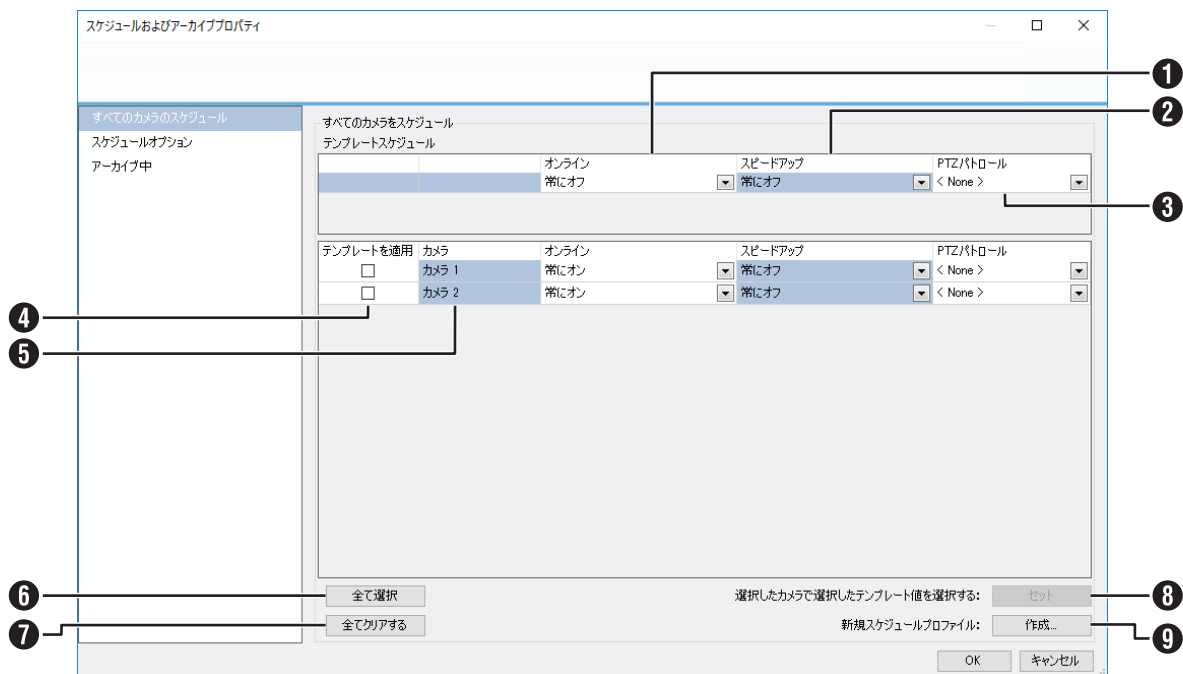 スケジュールおよびアーカイブプロパティ
❶
❷
すべてのカメラのスケジュール
スケジュールオプション
アーカイブ中
すべてのカメラをスケジュール
テンプレートスケジュール
オンライン スピードアップ PTZパトロール
常にオフ 常にオフ < None >
❸
テンプレートを適用 カメラ オンライン スピードアップ PTZパトロール
カメラ 1 常にオン 常にオフ < None >
カメラ 2 常にオン 常にオフ < None >
❹
❺
❻ 全て選択 選択したカメラで選択したテンプレート値を選択する: セット ❽
❼ 全てクリアする 新規スケジュールプロファイル: 作成... ❾
OK キャンセル